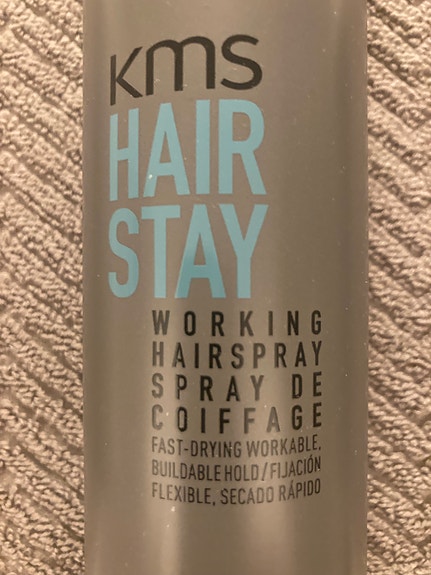 kms
HAIR
STAY
WORKING
HAIRSPRAY
SPRAY DE
COIFFAGE
FAST-DRYING WORKABLE,
BUILDABLE HOLD/FIJACIÓN
FLEXIBLE, SECADO RÁPIDO